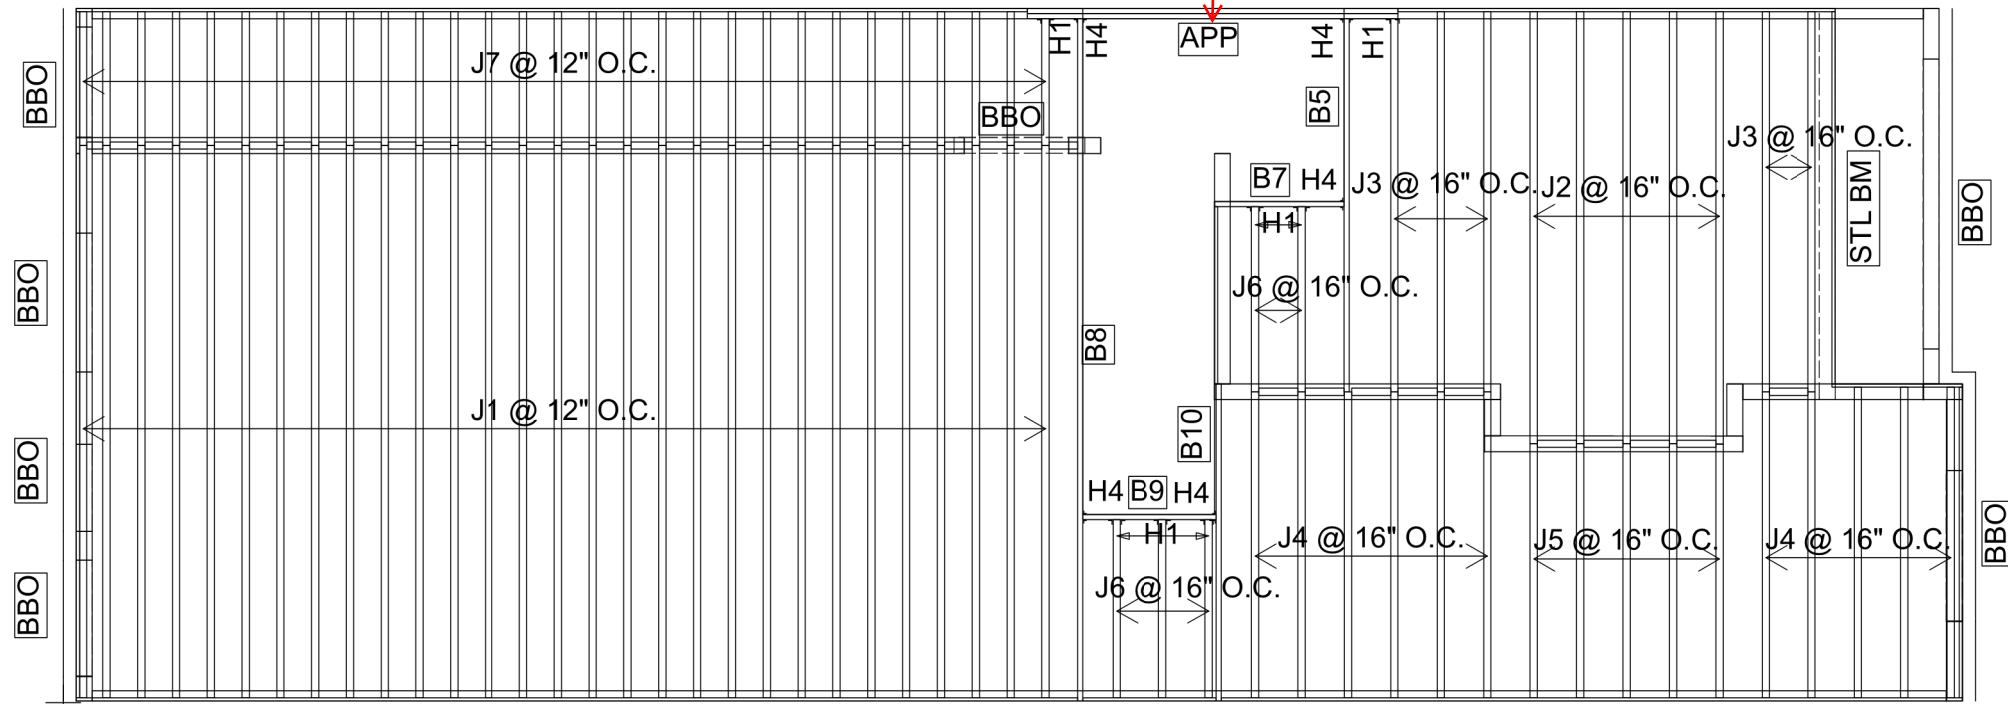 APP
H1
H4
H4
H1
J7 @ 12" O.C.
BBO
BBO
B5
J3 @ 16" O.C.
B7
H4
J3 @ 16" O.C.
J2 @ 16" O.C.
STL BM
BBO
H1
BBO
J6 @ 16" O.C.
B8
J1 @ 12" O.C.
B10
BBO
H4
B9
H4
H1
J4 @ 16" O.C.
J5 @ 16" O.C.
J4 @ 16" O.C.
BBO
BBO
J6 @ 16" O.C.